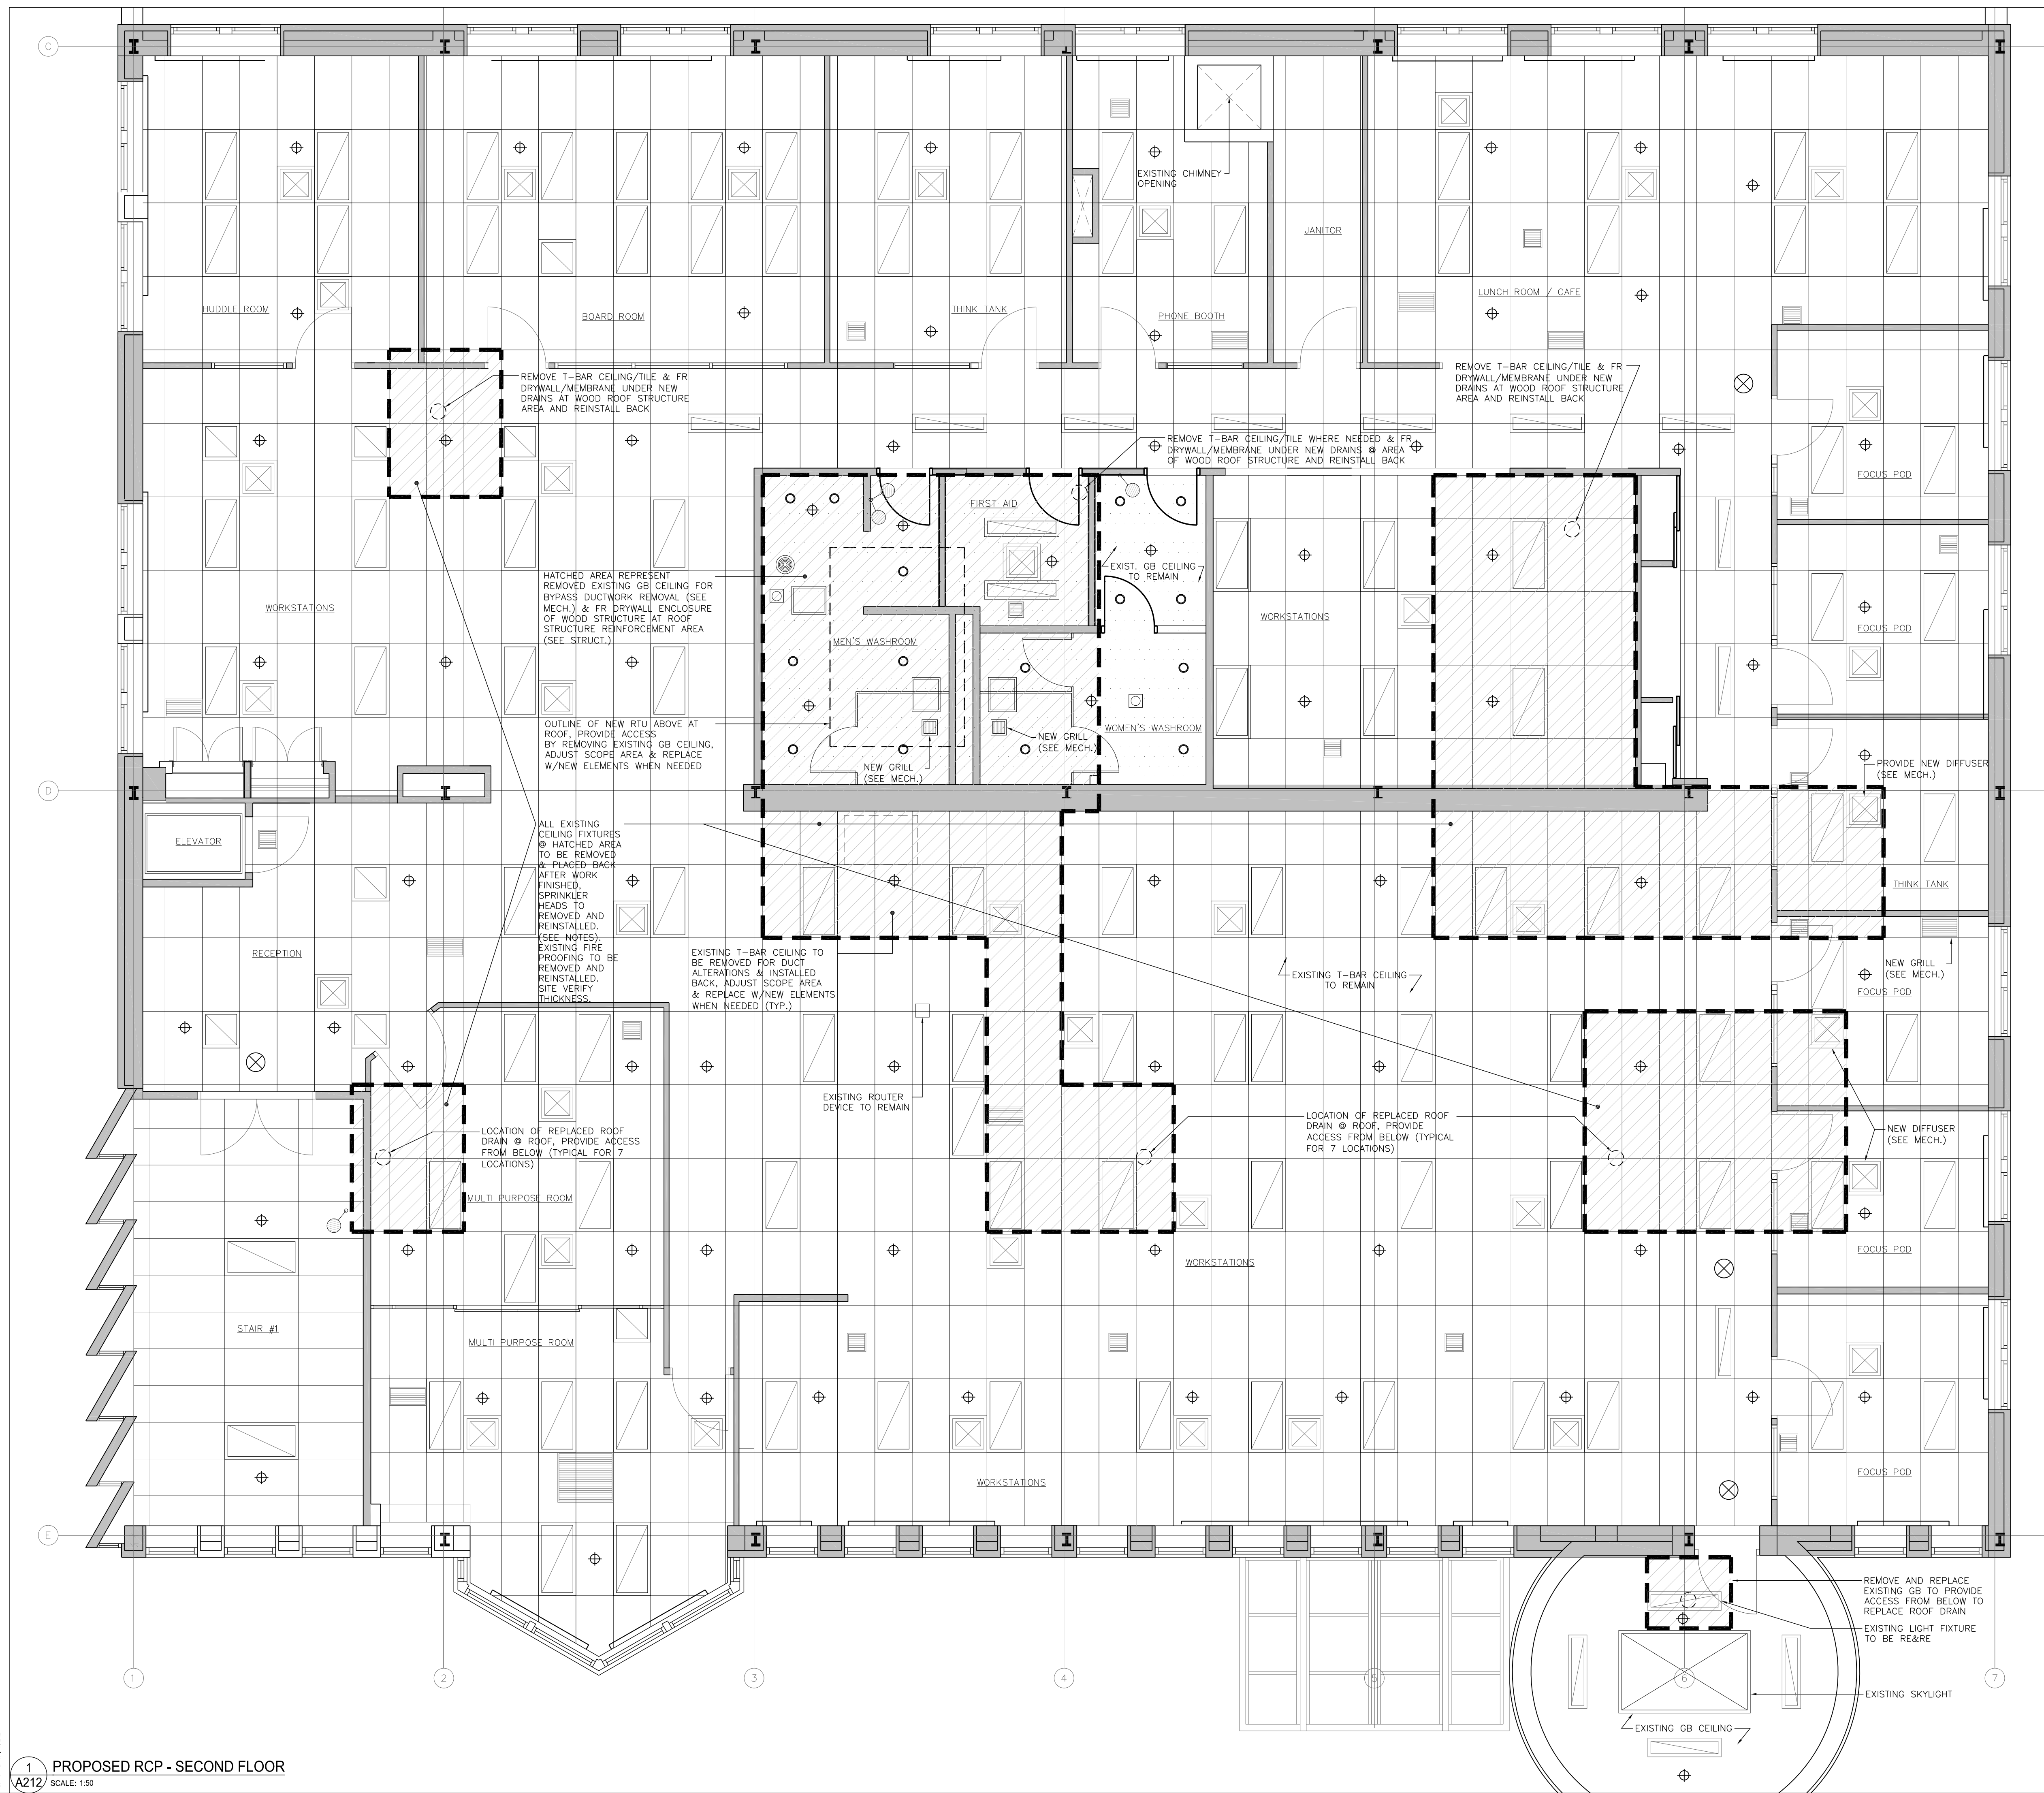 C
EXISTING CHIMNEY
OPENING
JANITOR
HUDDLE ROOM
BOARD ROOM
THINK TANK
PHONE BOOTH
LUNCH ROOM / CAFE
REMOVE T-BAR CEILING/TILE & FR
DRYWALL/MEMBRANE UNDER NEW
DRAINS AT WOOD ROOF STRUCTURE
AREA AND REINSTALL BACK
REMOVE T-BAR CEILING/TILE & FR
DRYWALL/MEMBRANE UNDER NEW
DRAINS AT WOOD ROOF STRUCTURE
AREA AND REINSTALL BACK
REMOVE T-BAR CEILING/TILE WHERE NEEDED & FR
DRYWALL/MEMBRANE UNDER NEW DRAINS @ AREA
OF WOOD ROOF STRUCTURE AND REINSTALL BACK
FOCUS POD
FIRST AID
EXIST. GB CEILING
TO REMAIN
HATCHED AREA REPRESENT
REMOVED EXISTING GB CEILING FOR
BYPASS DUCTWORK REMOVAL (SEE
MECH.) & FR DRYWALL ENCLOSURE
OF WOOD STRUCTURE AT ROOF
STRUCTURE REINFORCEMENT AREA
(SEE STRUCT.)
WORKSTATIONS
MEN'S WASHROOM
WORKSTATIONS
FOCUS POD
OUTLINE OF NEW RTU ABOVE AT
ROOF, PROVIDE ACCESS
BY REMOVING EXISTING GB CEILING,
ADJUST SCOPE AREA & REPLACE
W/NEW ELEMENTS WHEN NEEDED
NEW GRILL
(SEE MECH.)
NEW GRILL
(SEE MECH.)
WOMEN'S WASHROOM
PROVIDE NEW DIFFUSER
(SEE MECH.)
D
ELEVATOR
ALL EXISTING
CEILING FIXTURES
@ HATCHED AREA
TO BE REMOVED
& PLACED BACK
AFTER WORK
FINISHED.
SPRINKLER
HEADS TO
REMOVED AND
REINSTALLED.
(SEE NOTES).
EXISTING FIRE
PROOFING TO BE
REMOVED AND
REINSTALLED.
SITE VERIFY
THICKNESS.
THINK TANK
RECEPTION
EXISTING T-BAR CEILING TO
BE REMOVED FOR DUCT
ALTERATIONS & INSTALLED
BACK, ADJUST SCOPE AREA
& REPLACE W/NEW ELEMENTS
WHEN NEEDED (TYP.)
EXISTING T-BAR CEILING
TO REMAIN
NEW GRILL
(SEE MECH.)
FOCUS POD
EXISTING ROUTER
DEVICE TO REMAIN
LOCATION OF REPLACED ROOF
DRAIN @ ROOF, PROVIDE ACCESS
FROM BELOW (TYPICAL FOR 7
LOCATIONS)
LOCATION OF REPLACED ROOF
DRAIN @ ROOF, PROVIDE
ACCESS FROM BELOW (TYPICAL
FOR 7 LOCATIONS)
NEW DIFFUSER
(SEE MECH.)
MULTI PURPOSE ROOM
WORKSTATIONS
FOCUS POD
STAIR #1
MULTI PURPOSE ROOM
WORKSTATIONS
FOCUS POD
E
REMOVE AND REPLACE
EXISTING GB TO PROVIDE
ACCESS FROM BELOW TO
REPLACE ROOF DRAIN
EXISTING LIGHT FIXTURE
TO BE RE&RE
1 2 3 4 5 6 7
EXISTING SKYLIGHT
EXISTING GB CEILING
1
A212
PROPOSED RCP - SECOND FLOOR
SCALE: 1:50